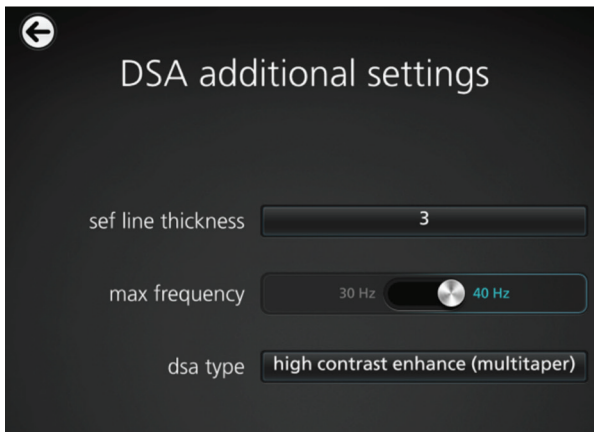 DSA additional settings
sef line thickness 3
max frequency 30 Hz 40 Hz
dsa type high contrast enhance (multitaper)